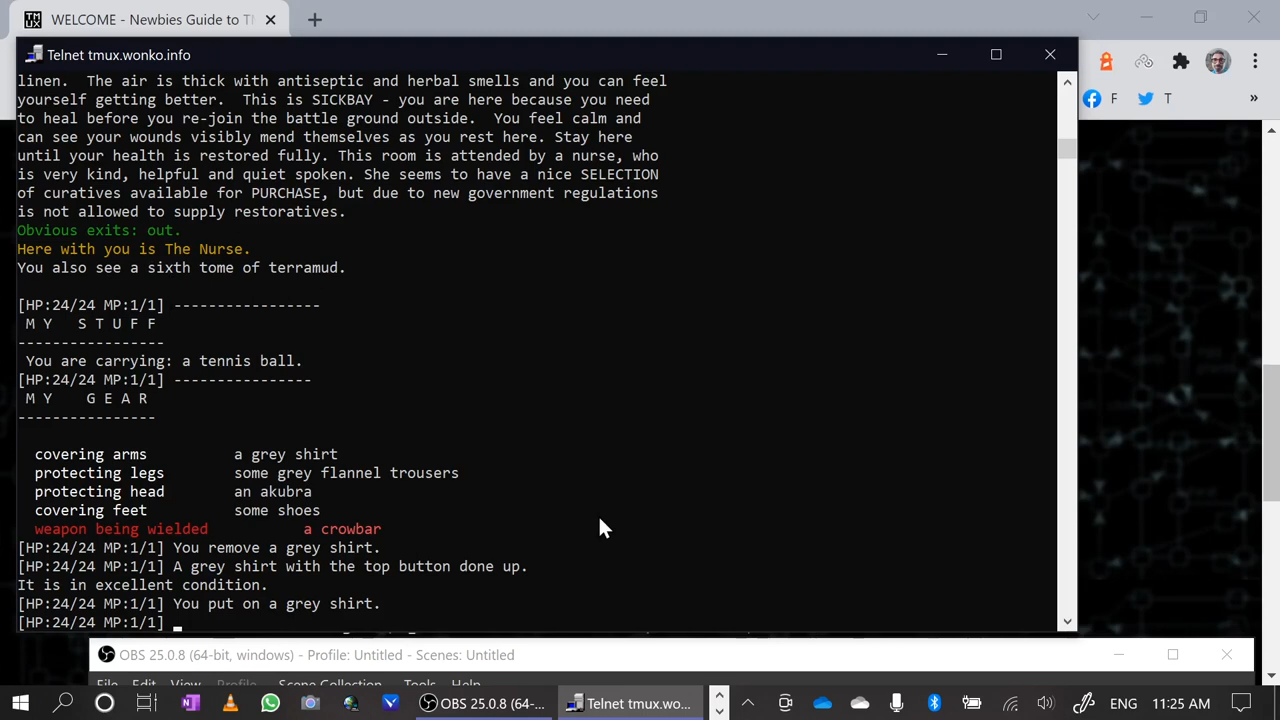 WELCOME - Newbies Guide to TM
Telnet tmux.wonko.info
linen.  The air is thick with antiseptic and herbal smells and you can feel
yourself getting better.  This is SICKBAY - you are here because you need
to heal before you re-join the battle ground outside.  You feel calm and
can see your wounds visibly mend themselves as you rest here. Stay here
until your health is restored fully. This room is attended by a nurse, who
is very kind, helpful and quiet spoken. She seems to have a nice SELECTION
of curatives available for PURCHASE, but due to new government regulations
is not allowed to supply restoratives.
Obvious exits: out.
Here with you is The Nurse.
You also see a sixth tome of terramud.
[HP:24/24 MP:1/1] -----------------
M Y   S T U F F
-----------------
You are carrying: a tennis ball.
[HP:24/24 MP:1/1] ----------------
M Y   G E A R
----------------
covering arms a grey shirt
protecting legs some grey flannel trousers
protecting head an akubra
covering feet some shoes
weapon being wielded a crowbar
[HP:24/24 MP:1/1] You remove a grey shirt.
[HP:24/24 MP:1/1] A grey shirt with the top button done up.
It is in excellent condition.
[HP:24/24 MP:1/1] You put on a grey shirt.
[HP:24/24 MP:1/1]
F T »
OBS 25.0.8 (64-bit, windows) - Profile: Untitled - Scenes: Untitled
File Edit View Profile Scene Collection Tools Help
OBS 25.0.8 (64-... Telnet tmux.wo... ENG 11:25 AM